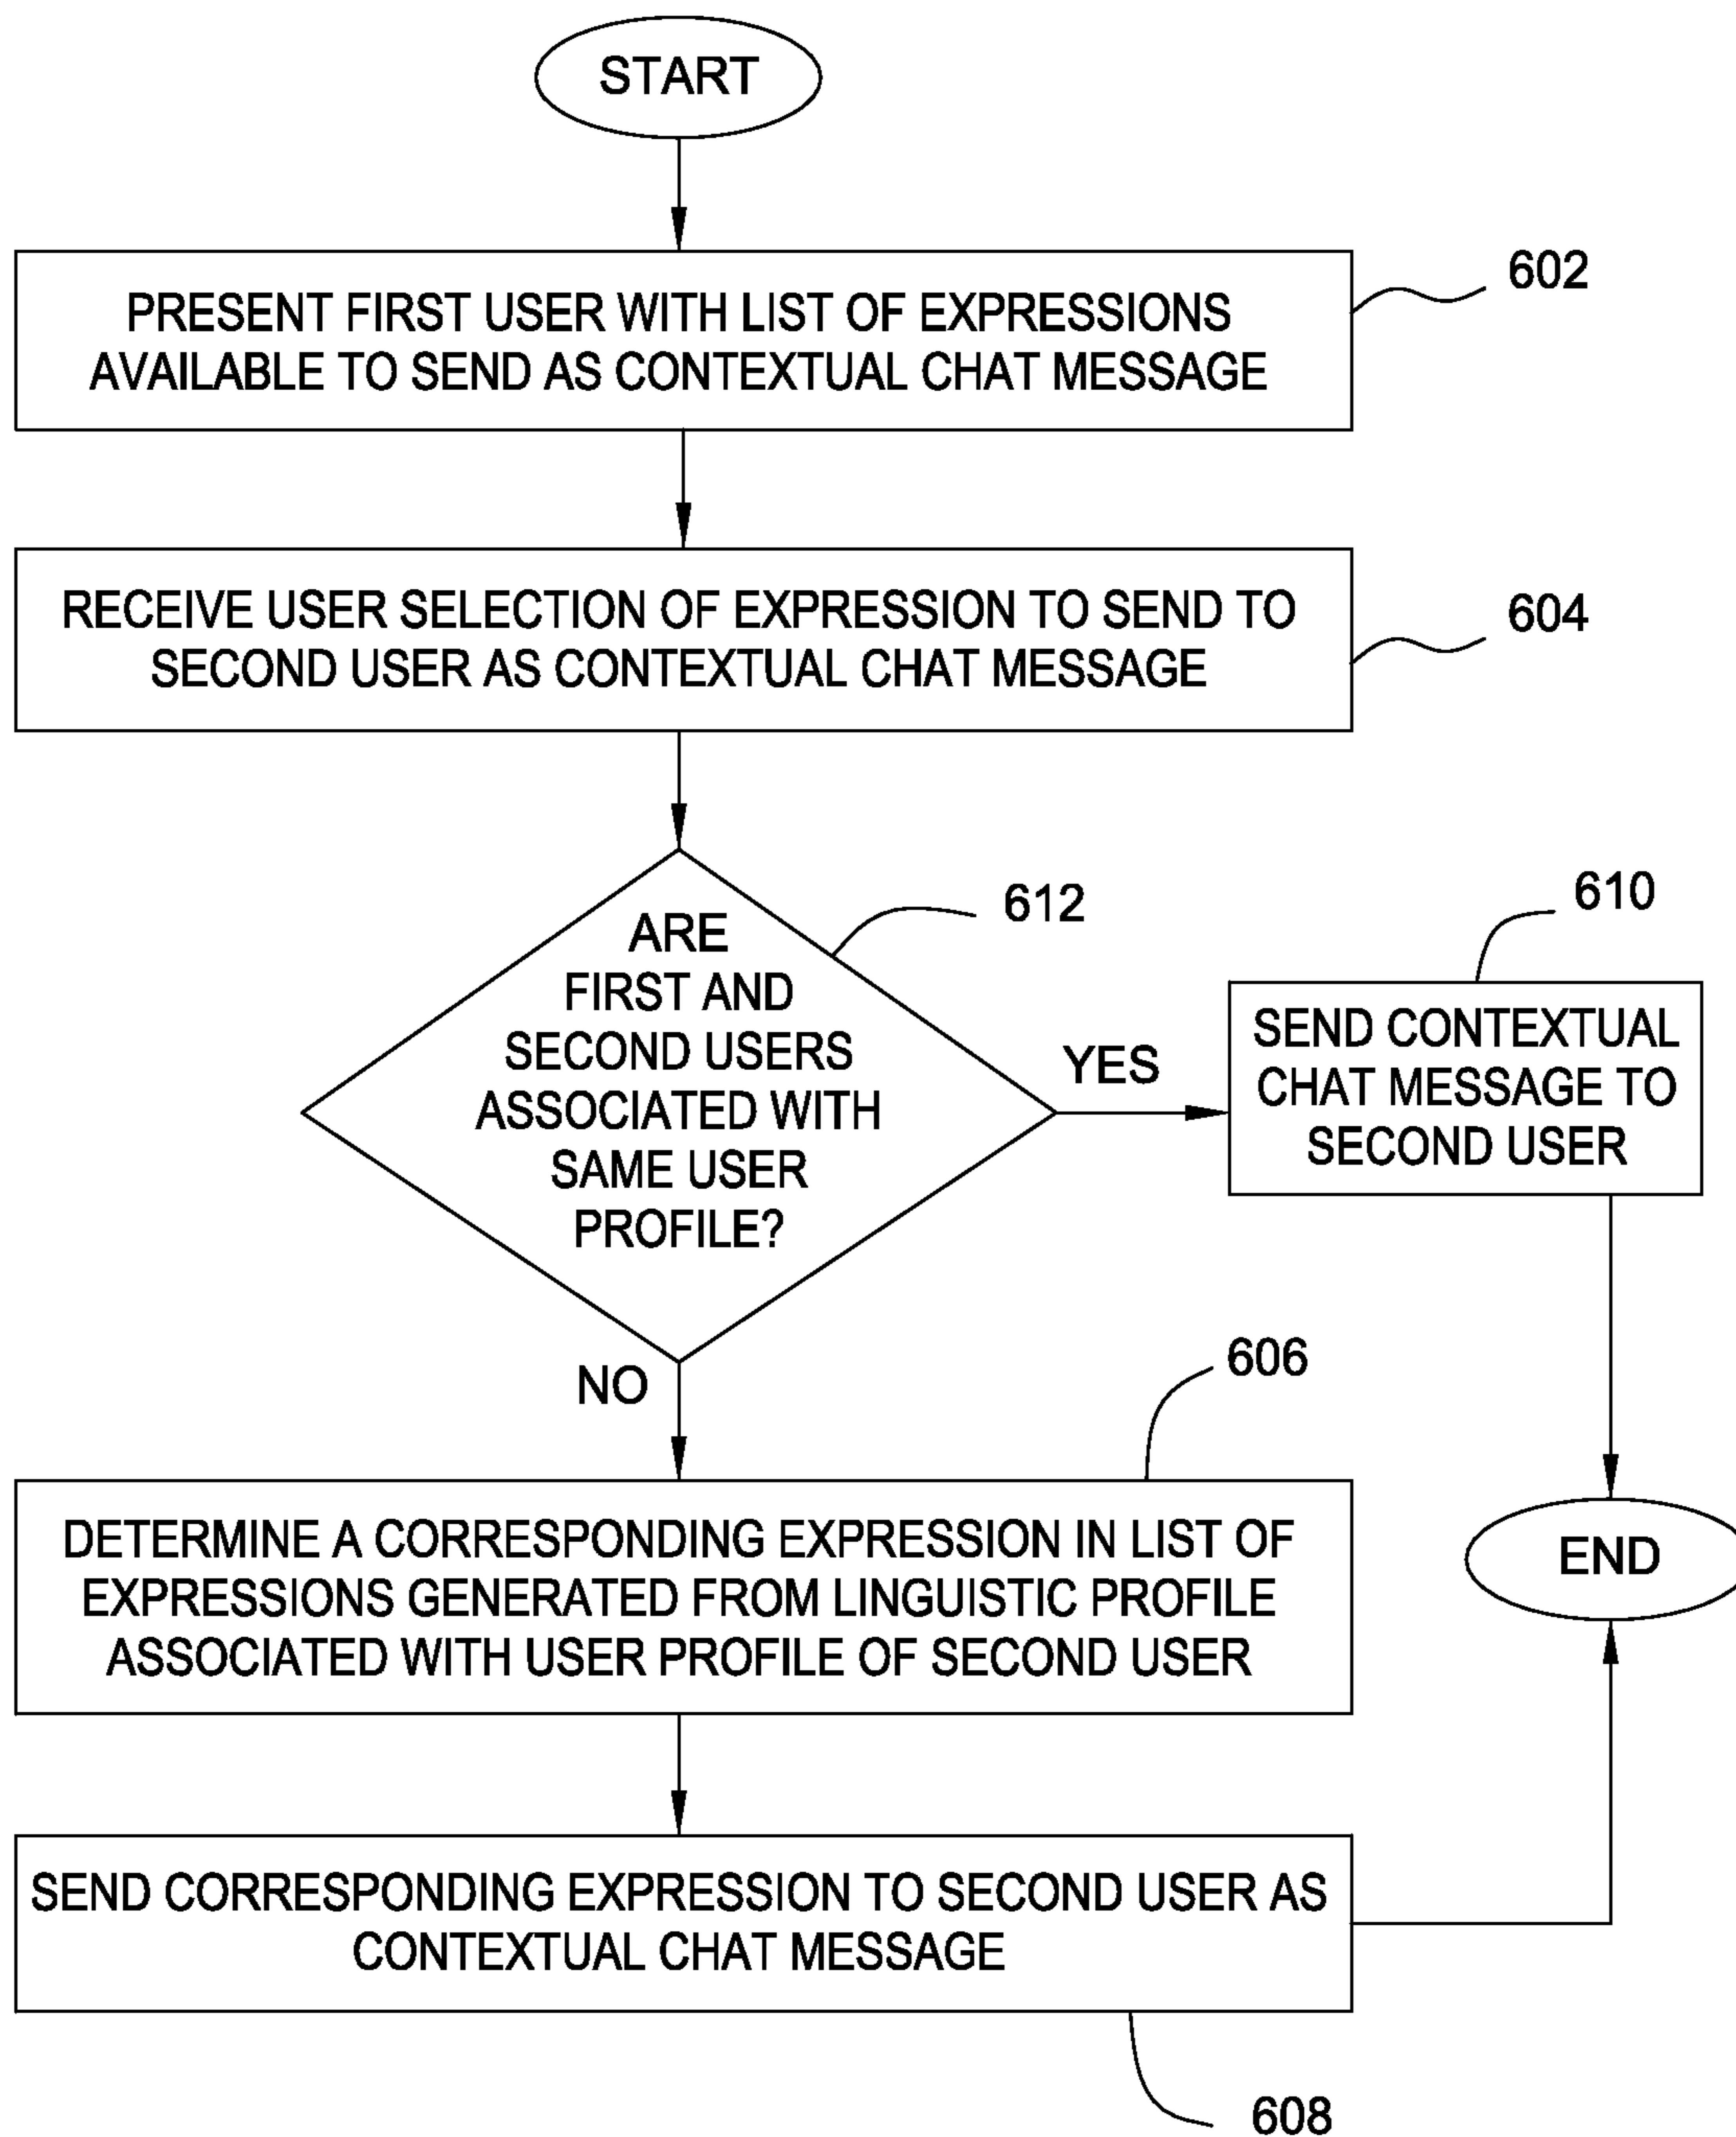 START
PRESENT FIRST USER WITH LIST OF EXPRESSIONS
AVAILABLE TO SEND AS CONTEXTUAL CHAT MESSAGE
602
RECEIVE USER SELECTION OF EXPRESSION TO SEND TO
SECOND USER AS CONTEXTUAL CHAT MESSAGE
604
ARE
FIRST AND
SECOND USERS
ASSOCIATED WITH
SAME USER
PROFILE?
612
YES
610
SEND CONTEXTUAL
CHAT MESSAGE TO
SECOND USER
NO
606
DETERMINE A CORRESPONDING EXPRESSION IN LIST OF
EXPRESSIONS GENERATED FROM LINGUISTIC PROFILE
ASSOCIATED WITH USER PROFILE OF SECOND USER
END
SEND CORRESPONDING EXPRESSION TO SECOND USER AS
CONTEXTUAL CHAT MESSAGE
608